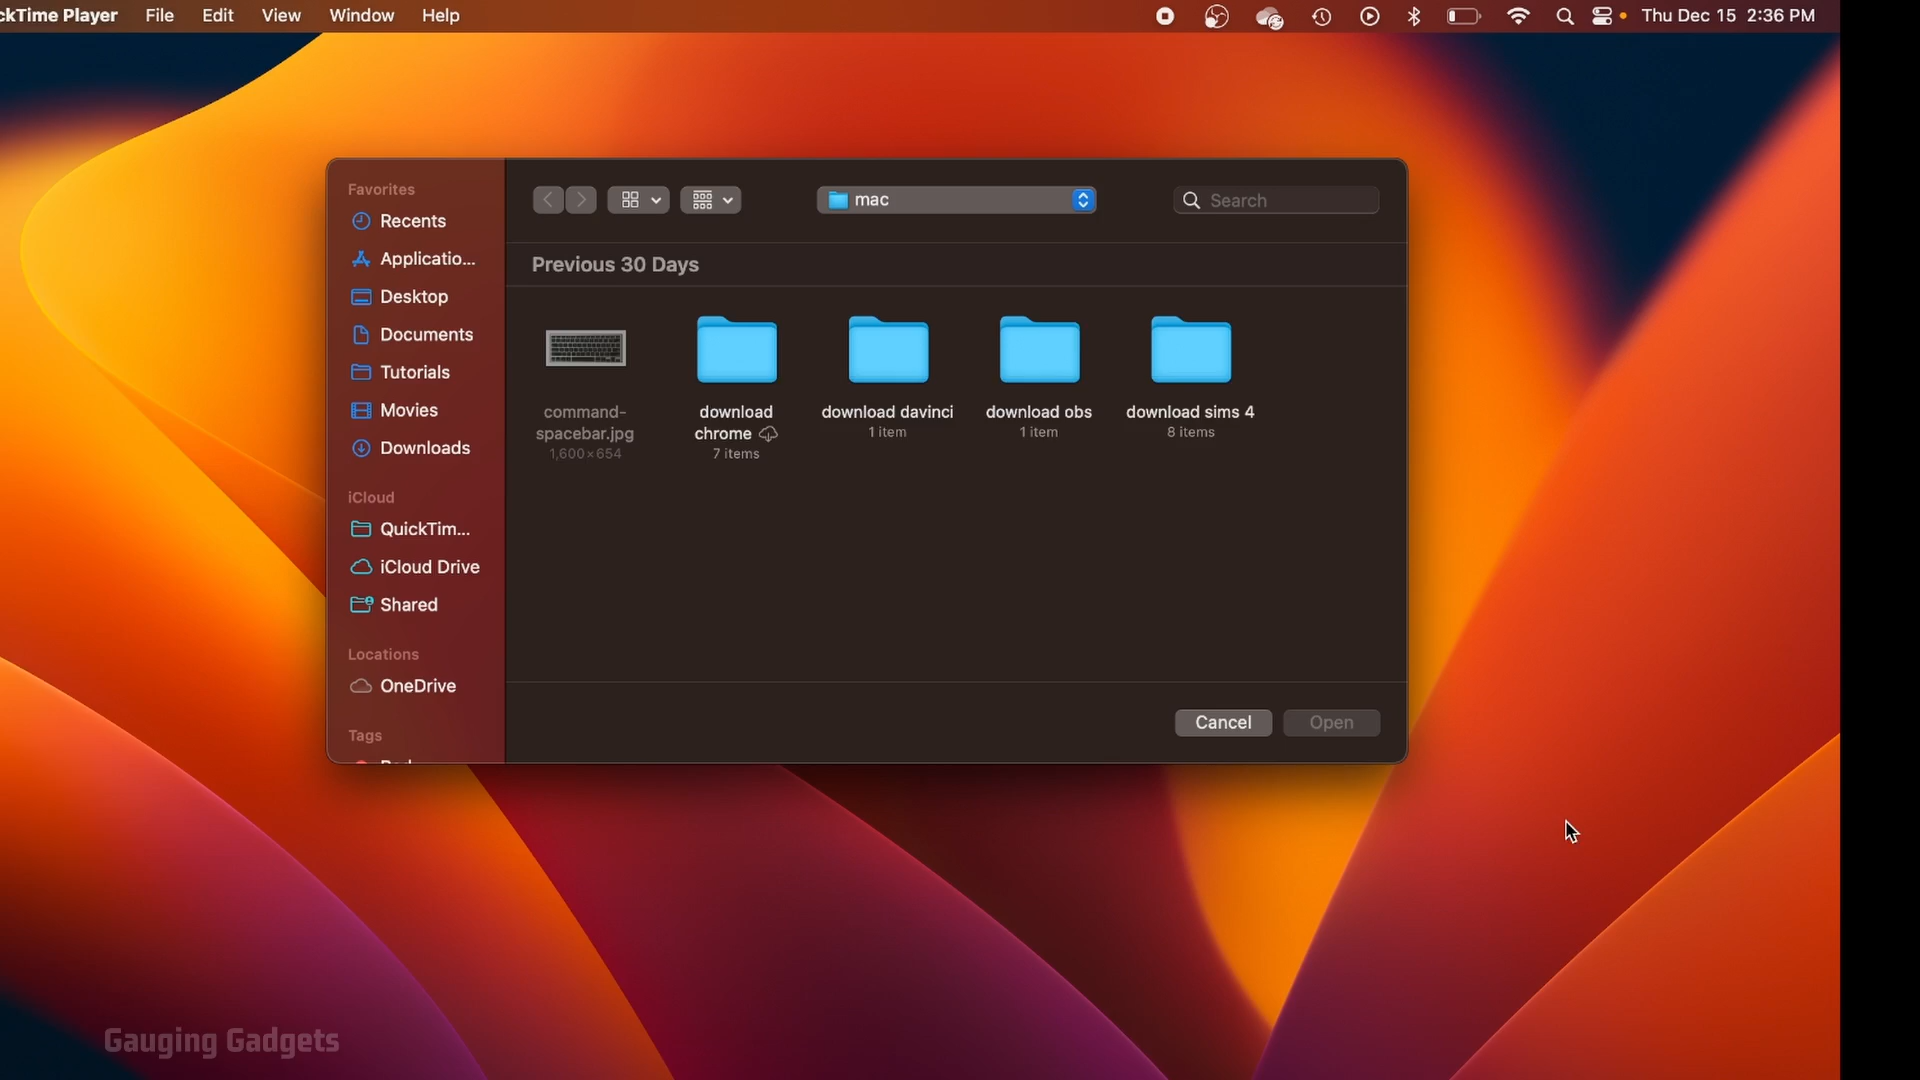 ckTime Player File Edit View Window Help Thu Dec 15 2:36 PM
Favorites
Recents
Applicatio...
Desktop
Documents
Tutorials
Movies
Downloads
iCloud
QuickTim...
iCloud Drive
Shared
Locations
OneDrive
Tags
mac
Search
Previous 30 Days
command-
spacebar.jpg
1,600×654
download
chrome
7 items
download davinci
1 item
download obs
1 item
download sims 4
8 items
Cancel Open
Gauging Gadgets